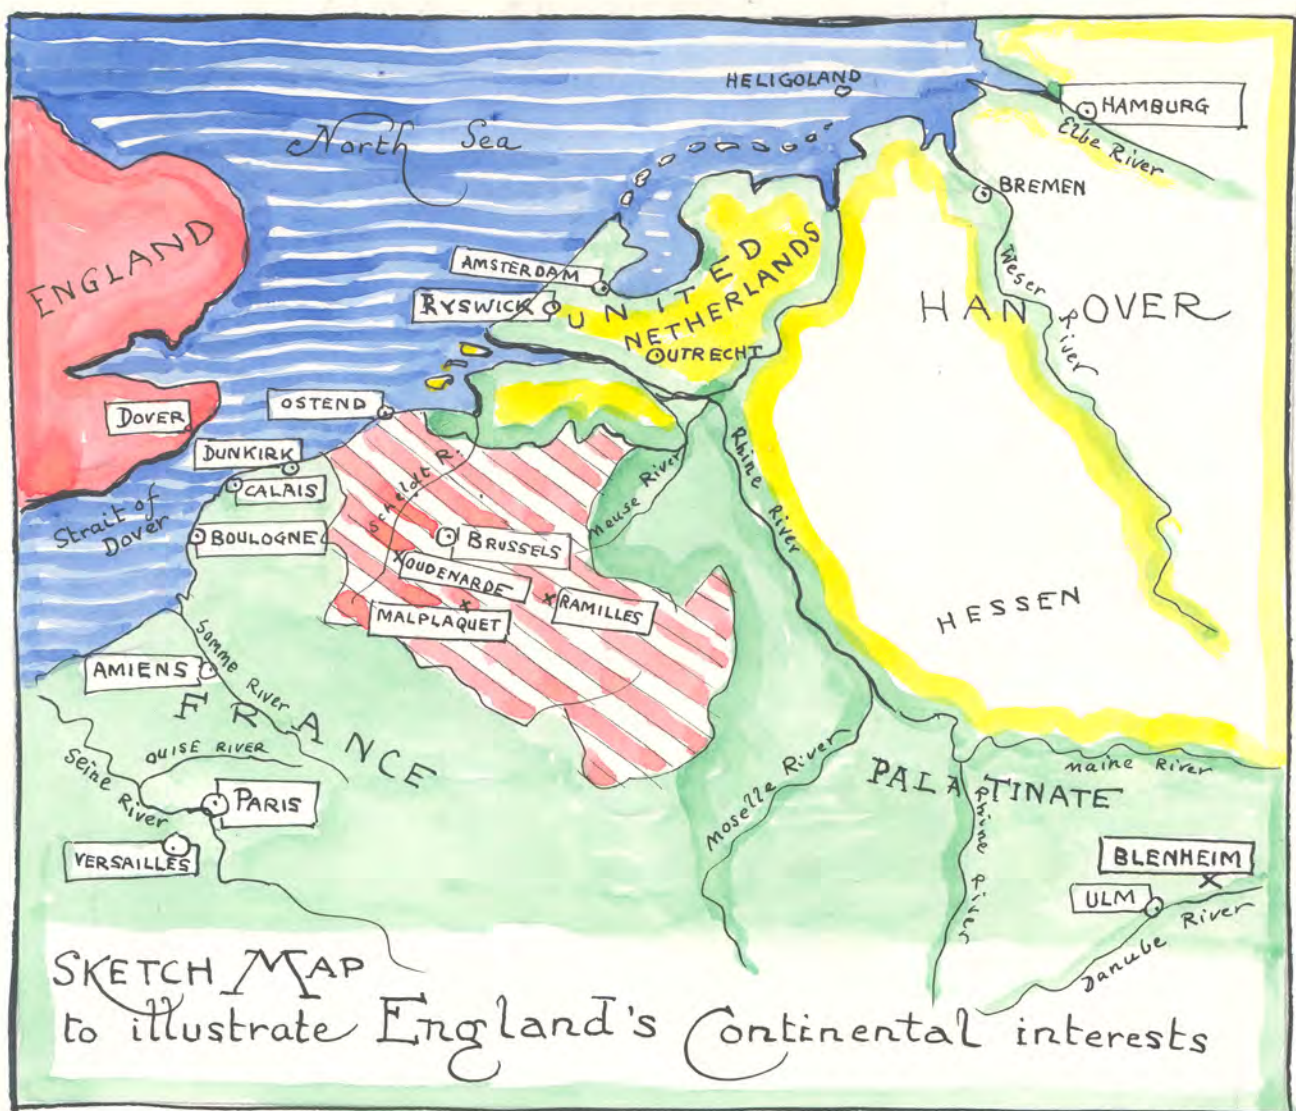 HELIGOLAND
HAMBURG
Elbe River
North Sea
BREMEN
ENGLAND
AMSTERDAM
RYSWICK
UNITED
NETHERLANDS
UTRECHT
Weser River
HANOVER
OSTEND
DOVER
DUNKIRK
CALAIS
Strait of
Dover
BOULOGNE
Scheldt R.
Meuse River
Rhine River
BRUSSELS
OUDENARDE
RAMILLES
MALPLAQUET
HESSEN
AMIENS
Somme River
FRANCE
OUISE RIVER
Seine River
PARIS
VERSAILLES
Moselle River
PALATINATE
Maine River
Rhine River
BLENHEIM
ULM
Danube River
SKETCH MAP
to illustrate England's Continental interests